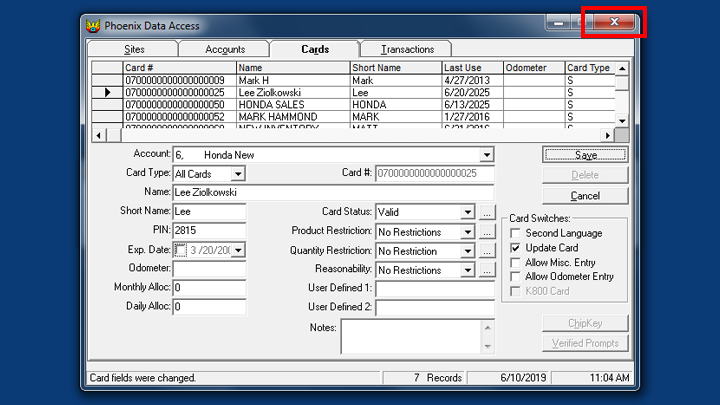 Phoenix Data Access
Sites Accounts Cards Transactions
Card # Name Short Name Last Use Odometer Card Type
0700000000000000009 Mark H Mark 4/27/2013 S
0700000000000000025 Lee Ziolkowski Lee 6/20/2025 S
0700000000000000050 HONDA SALES HONDA 6/13/2025 S
0700000000000000052 MARK HAMMOND MARK 1/27/2016 S
NEW INVENTORY MATT S
Account: 6, Honda New Save
Card Type: All Cards Card #: 0700000000000000025 Delete
Name: Lee Ziolkowski Cancel
Short Name: Lee Card Status: Valid ... Card Switches:
PIN: 2815 Product Restriction: No Restrictions ... Second Language
Exp. Date: 3 /20/200 Quantity Restriction: No Restriction ... Update Card
Odometer: Reasonability: No Restrictions ... Allow Misc. Entry
Monthly Alloc: 0 User Defined 1: Allow Odometer Entry
Daily Alloc: 0 User Defined 2: K800 Card
Notes: ChipKey
Verified Prompts
Card fields were changed. 7 Records 6/10/2019 11:04 AM